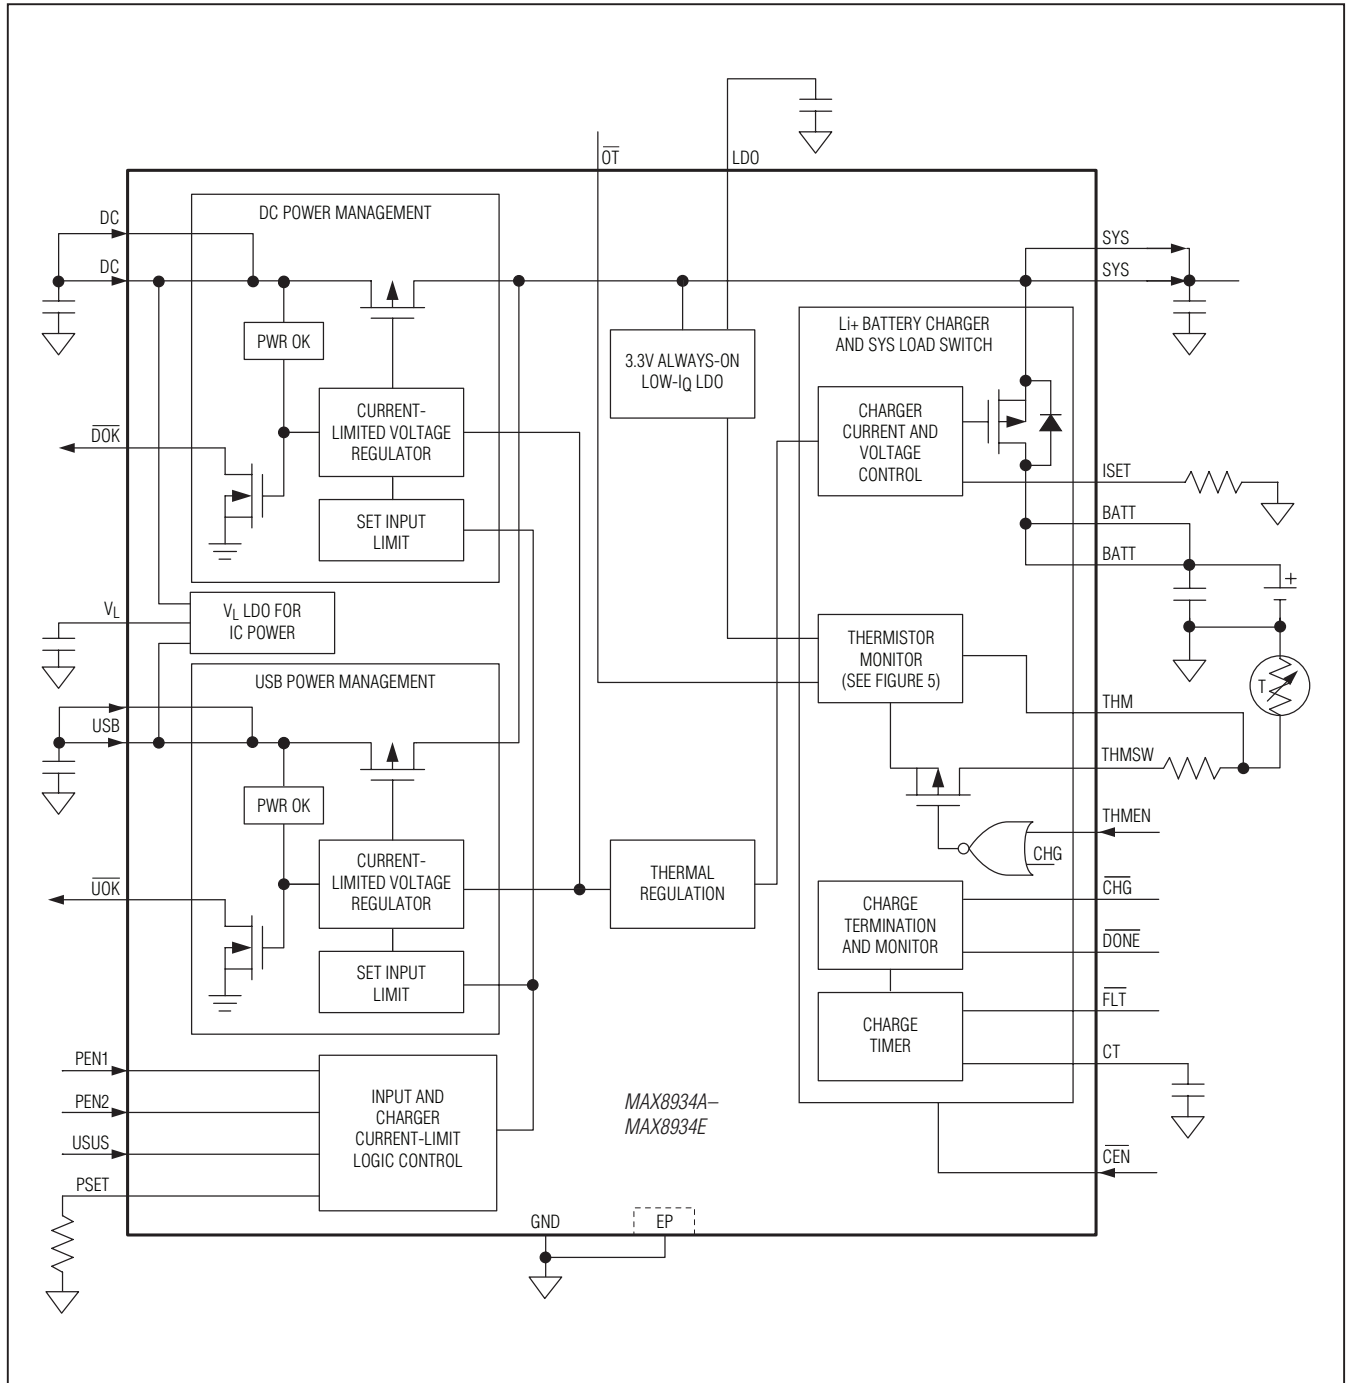 OT
LDO
DC POWER MANAGEMENT
DC
DC
SYS
SYS
PWR OK
3.3V ALWAYS-ON
LOW-IQ LDO
Li+ BATTERY CHARGER
AND SYS LOAD SWITCH
CURRENT-
LIMITED VOLTAGE
REGULATOR
CHARGER
CURRENT AND
VOLTAGE
CONTROL
DOK
ISET
SET INPUT
LIMIT
BATT
BATT
+
VL
VL LDO FOR
IC POWER
THERMISTOR
MONITOR
(SEE FIGURE 5)
T
USB POWER MANAGEMENT
USB
THM
THMSW
PWR OK
THMEN
CHG
CURRENT-
LIMITED VOLTAGE
REGULATOR
THERMAL
REGULATION
UOK
CHG
CHARGE
TERMINATION
AND MONITOR
DONE
SET INPUT
LIMIT
FLT
CHARGE
TIMER
CT
PEN1
PEN2
USUS
PSET
INPUT AND
CHARGER
CURRENT-LIMIT
LOGIC CONTROL
MAX8934A–
MAX8934E
CEN
GND
EP